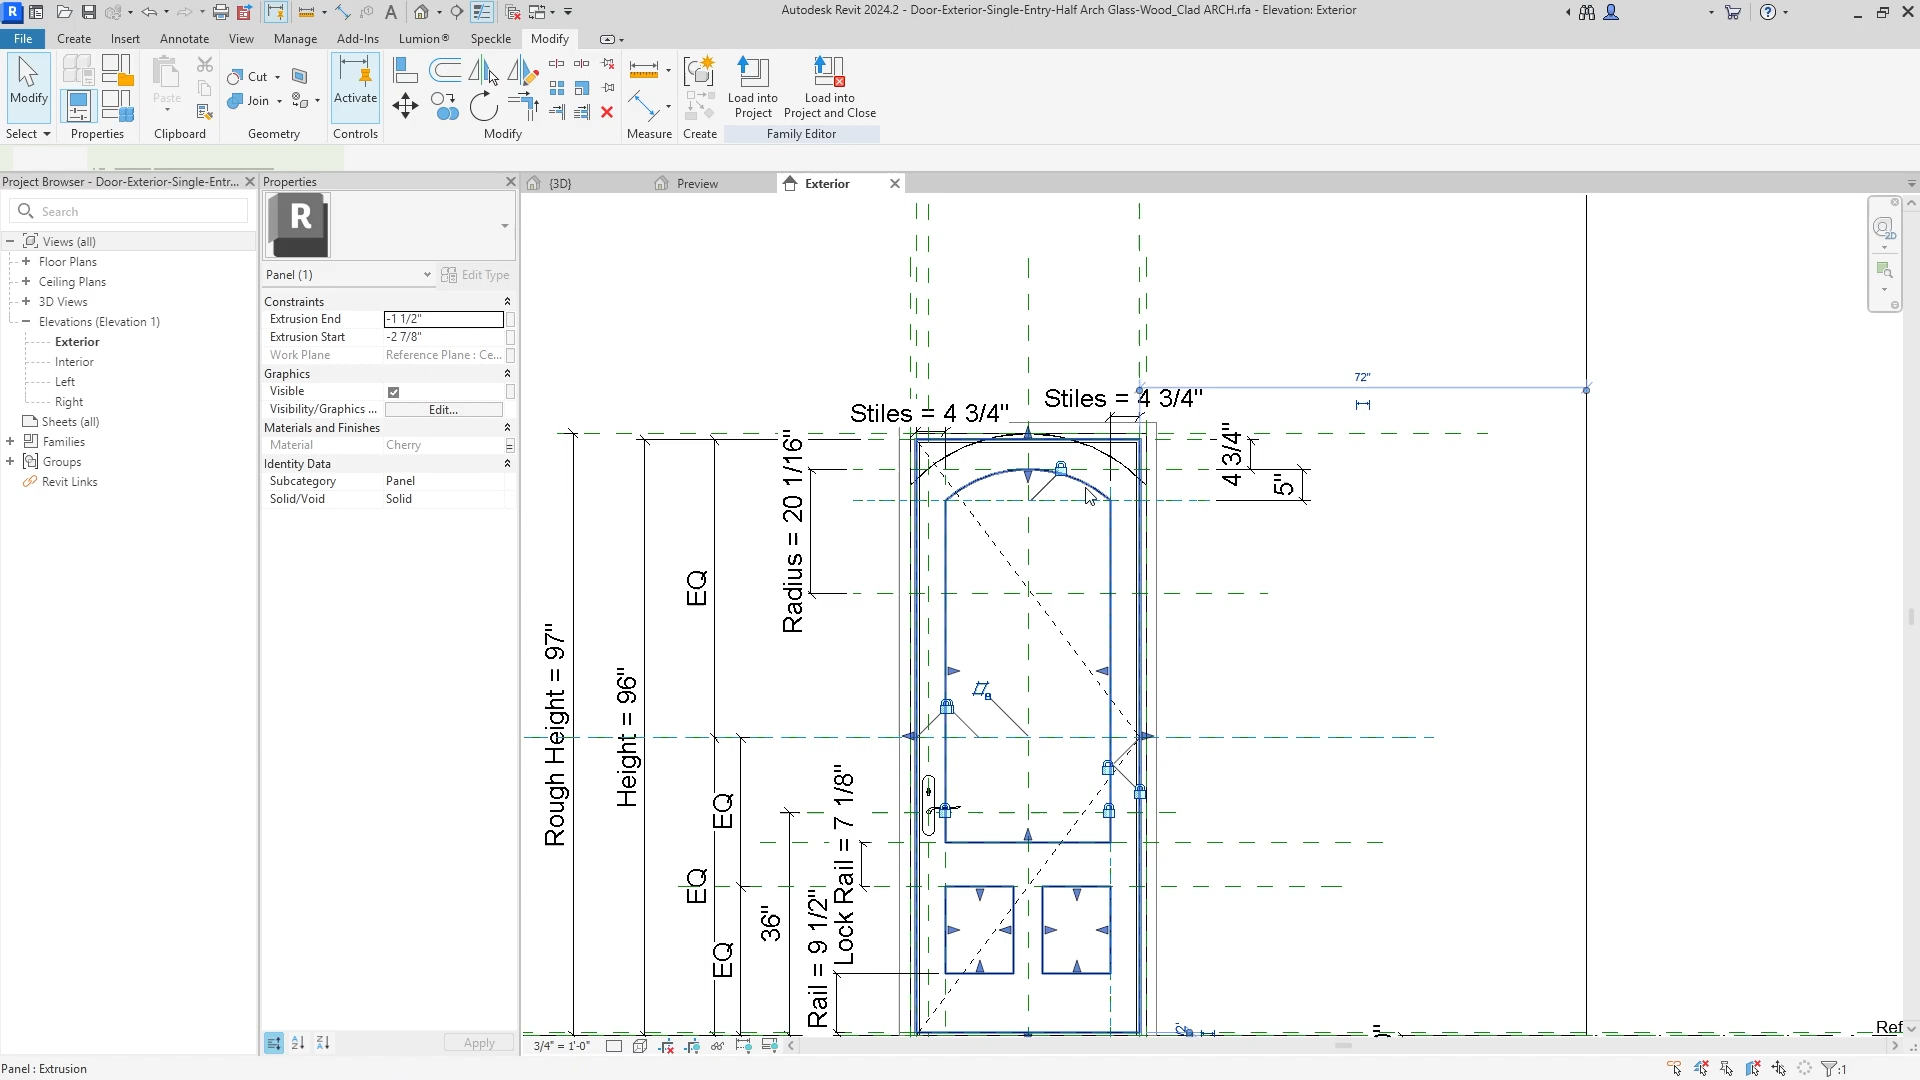 Autodesk Revit 2024.2 - Door-Exterior-Single-Entry-Half Arch Glass-Wood_Clad ARCH.rfa - Elevation: Exterior
File Create Insert Annotate View Manage Add-Ins Lumion® Speckle Modify
Modify
Paste
Cut
Join
Activate
Load into
Project
Load into
Project and Close
Select
Properties
Clipboard
Geometry
Controls
Modify
Measure
Create
Family Editor
Project Browser - Door-Exterior-Single-Entr...
Search
Views (all)
Floor Plans
Ceiling Plans
3D Views
Elevations (Elevation 1)
Exterior
Interior
Left
Right
Sheets (all)
Families
Groups
Revit Links
Properties
R
Panel (1)
Edit Type
Constraints
Extrusion End -1 1/2"
Extrusion Start -2 7/8"
Work Plane Reference Plane : Ce...
Graphics
Visible
Visibility/Graphics ... Edit...
Materials and Finishes
Material Cherry
Identity Data
Subcategory Panel
Solid/Void Solid
Apply
{3D}
Preview
Exterior
2D
72"
Stiles = 4 3/4"
Stiles = 4 3/4"
4 3/4"
5"
Radius = 20 1/16"
EQ
Rough Height = 97"
Height = 96"
EQ
EQ
EQ
36"
Lock Rail = 7 1/8"
Rail = 9 1/2"
Ref
3/4" = 1'-0"
Panel : Extrusion
:1